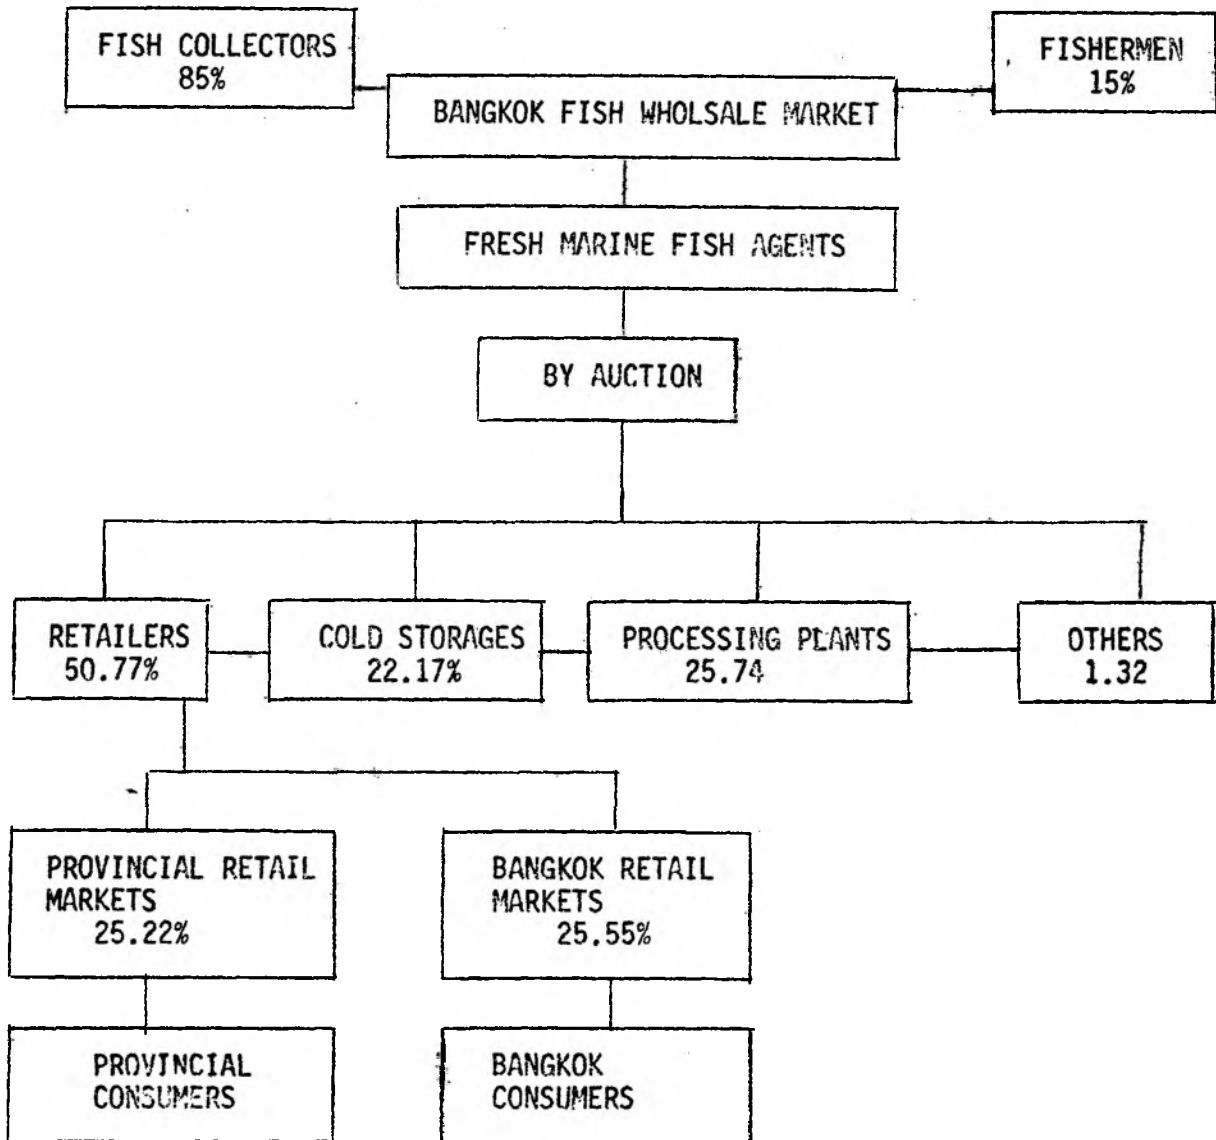 FISH COLLECTORS
85%
FISHERMEN
15%
BANGKOK FISH WHOLSALE MARKET
FRESH MARINE FISH AGENTS
BY AUCTION
RETAILERS
50.77%
COLD STORAGES
22.17%
PROCESSING PLANTS
25.74
OTHERS
1.32
PROVINCIAL RETAIL
MARKETS
25.22%
BANGKOK RETAIL
MARKETS
25.55%
PROVINCIAL
CONSUMERS
BANGKOK
CONSUMERS